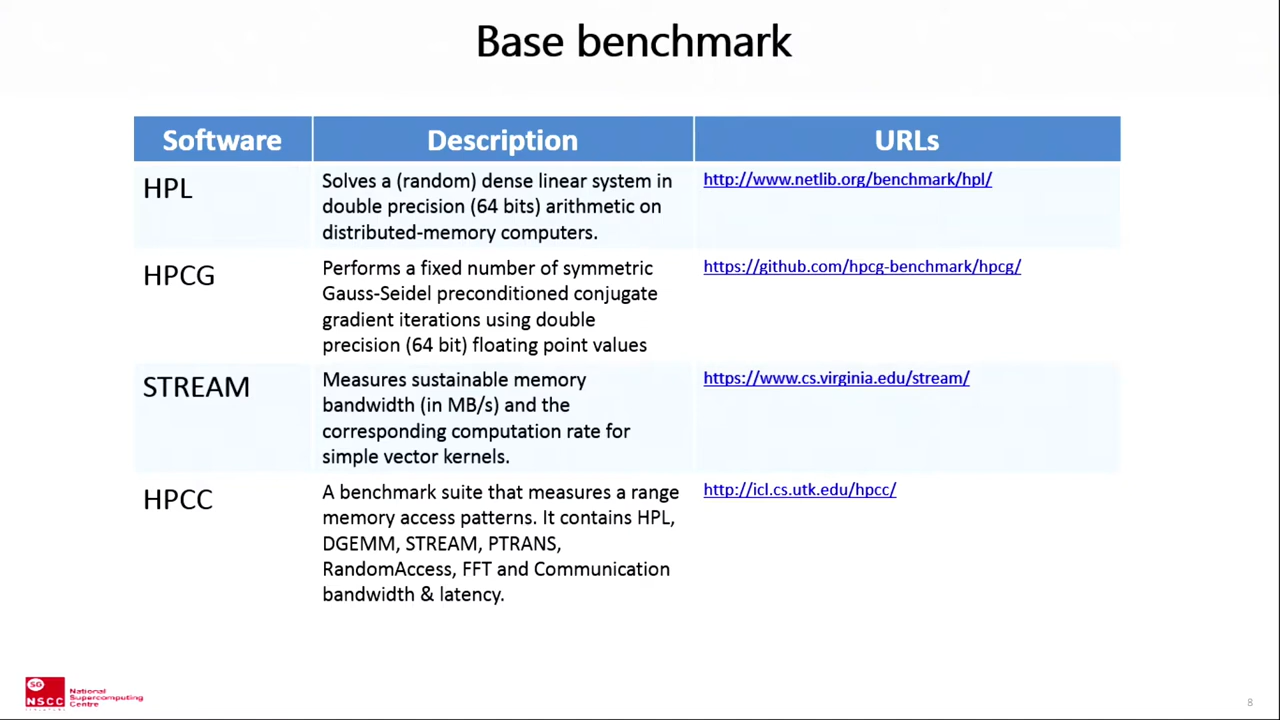 Base benchmark
Software
Description
URLs
HPL
Solves a (random) dense linear system in
double precision (64 bits) arithmetic on
distributed-memory computers.
http://www.netlib.org/benchmark/hpl/
HPCG
Performs a fixed number of symmetric
Gauss-Seidel preconditioned conjugate
gradient iterations using double
precision (64 bit) floating point values
https://github.com/hpcg-benchmark/hpcg/
STREAM
Measures sustainable memory
bandwidth (in MB/s) and the
corresponding computation rate for
simple vector kernels.
https://www.cs.virginia.edu/stream/
HPCC
A benchmark suite that measures a range
memory access patterns. It contains HPL,
DGEMM, STREAM, PTRANS,
RandomAccess, FFT and Communication
bandwidth & latency.
http://icl.cs.utk.edu/hpcc/
SG
NSCC
National
Supercomputing
Centre
8